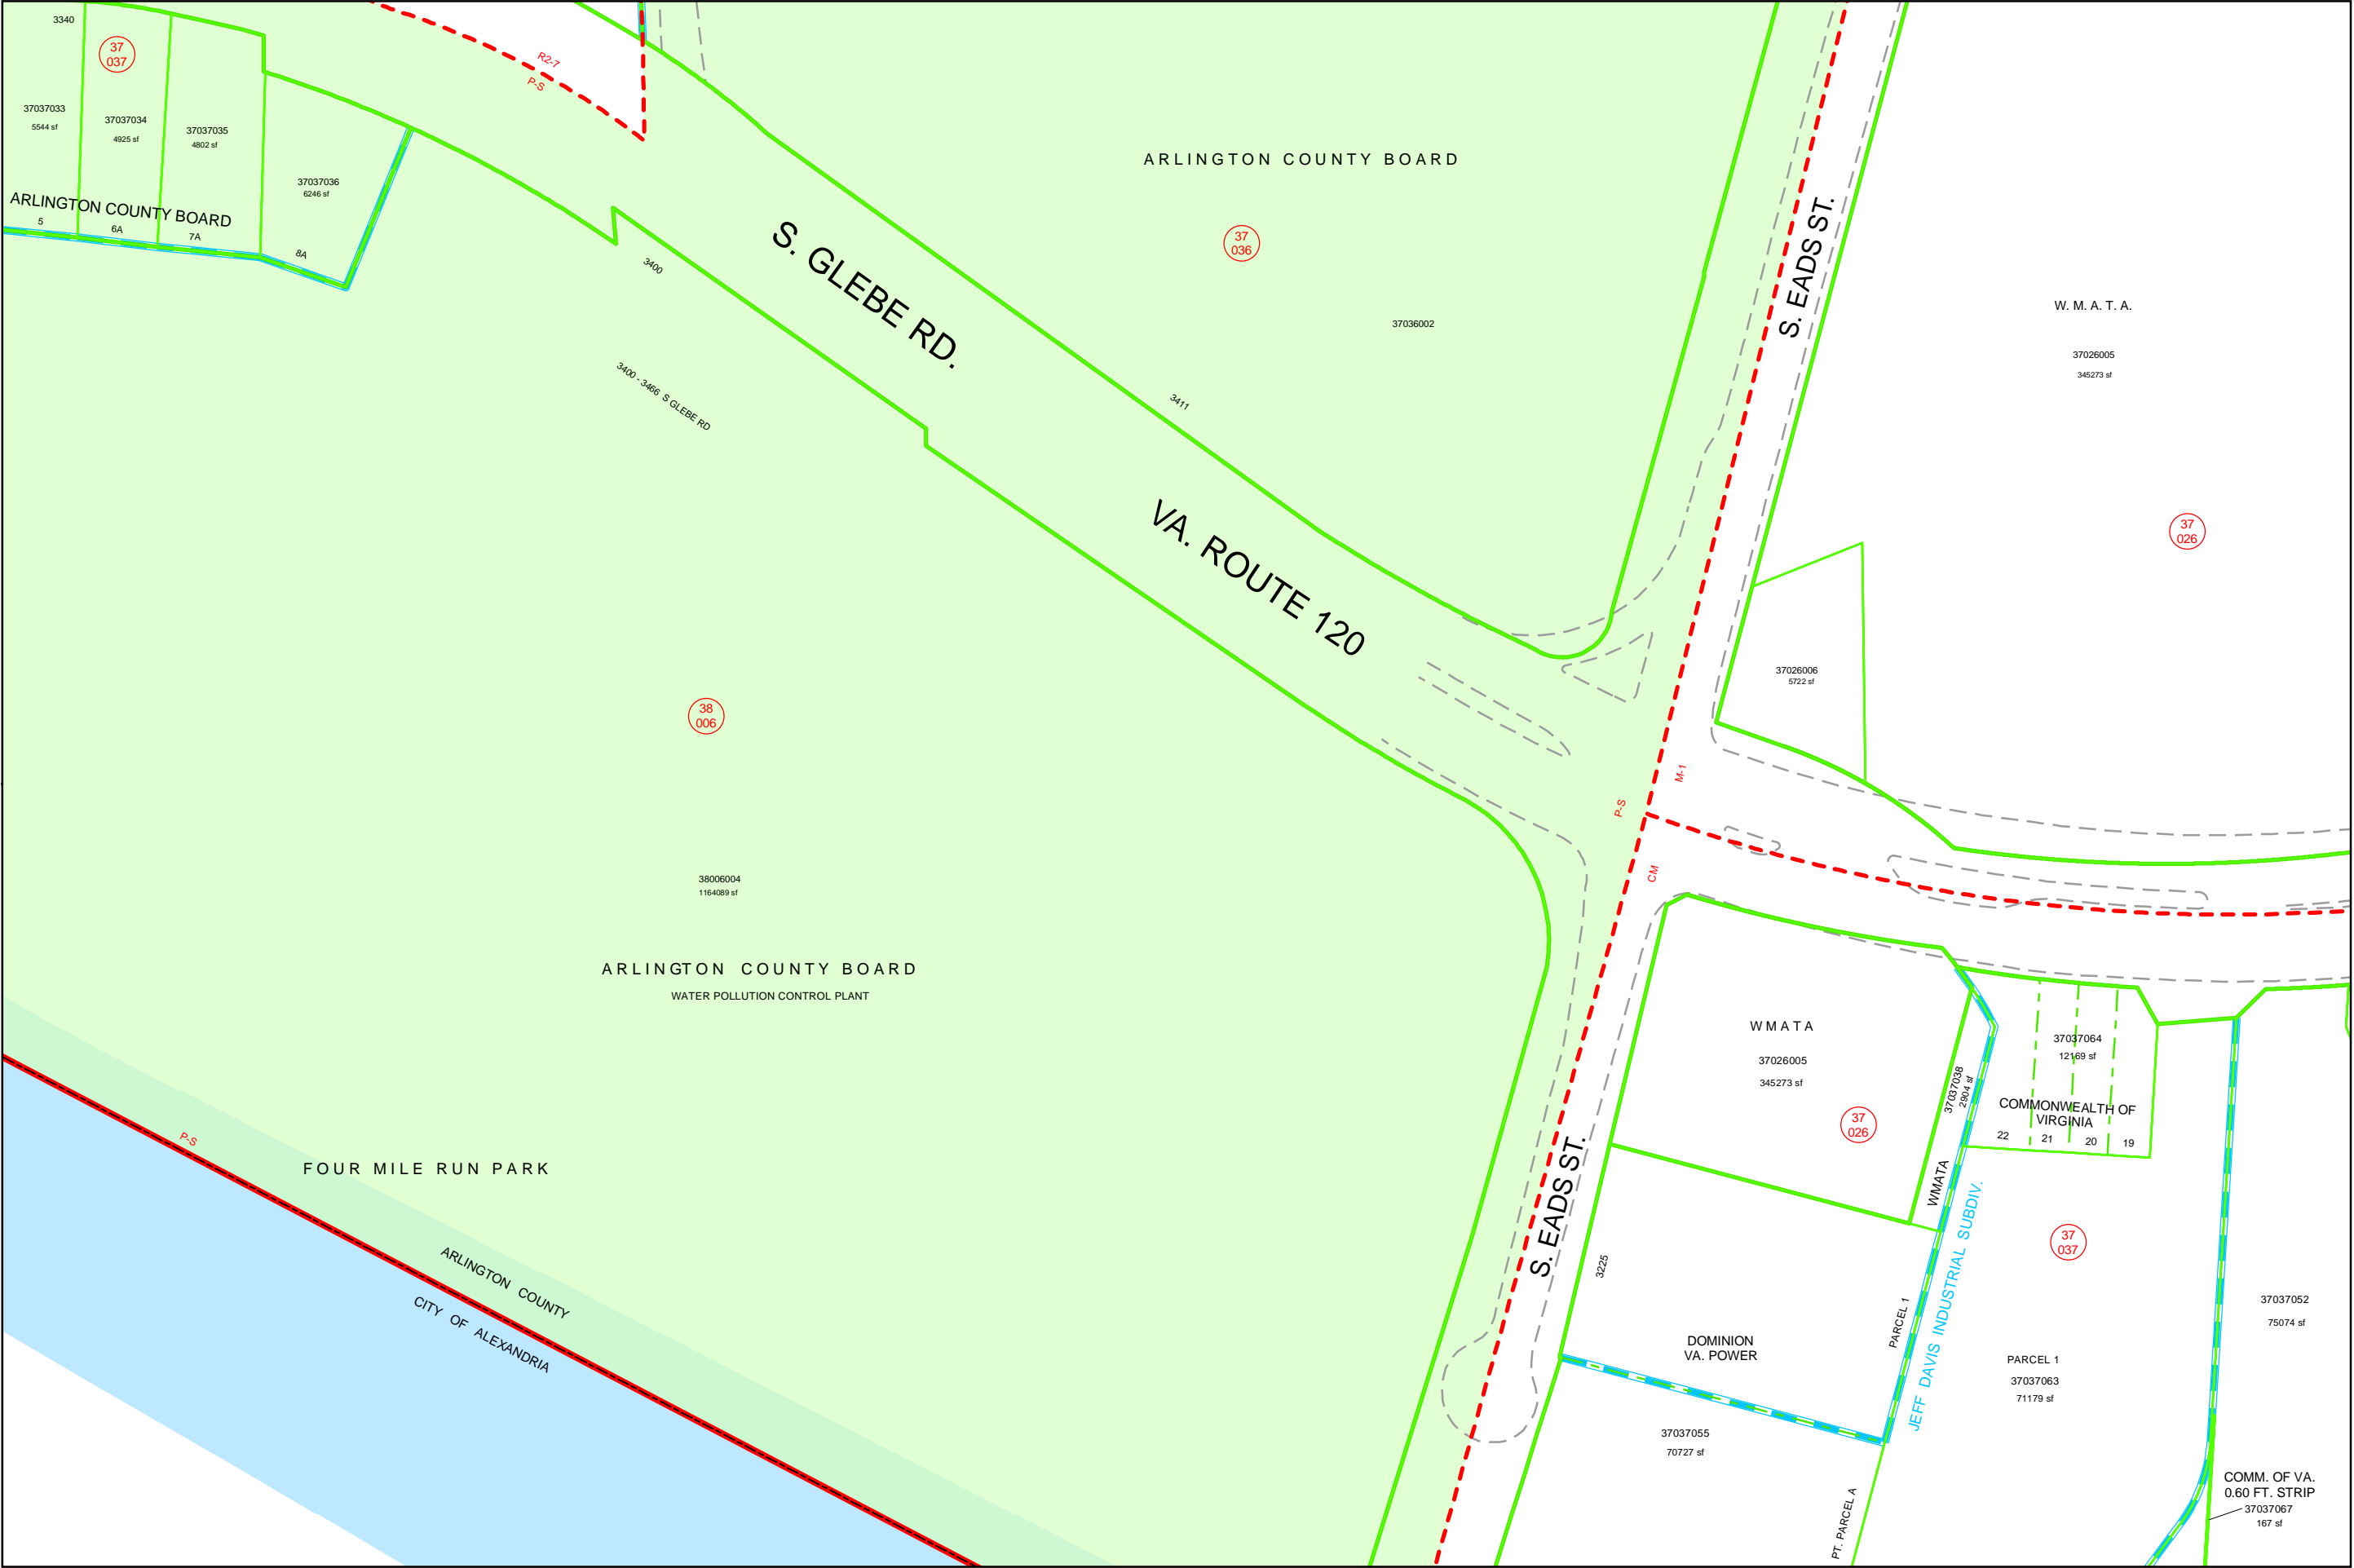 3340
37
037
R2-7
P-S
37037033
5544 sf
37037034
4925 sf
37037035
4802 sf
37037036
6246 sf
ARLINGTON COUNTY BOARD
5
6A
7A
8A
ARLINGTON COUNTY BOARD
37
036
37036002
S. GLEBE RD.
3400
3400 - 3466 S GLEBE RD
3411
VA. ROUTE 120
S. EADS ST.
W. M. A. T. A.
37026005
345273 sf
37
026
37026006
5722 sf
38
006
M-1
P-S
CM
38006004
1164089 sf
ARLINGTON COUNTY BOARD
WATER POLLUTION CONTROL PLANT
P-S
FOUR MILE RUN PARK
ARLINGTON COUNTY
CITY OF ALEXANDRIA
S. EADS ST.
WMATA
37026005
345273 sf
37
026
37037038
2904 sf
WMATA
37037064
12169 sf
COMMONWEALTH OF
VIRGINIA
22
21
20
19
3225
JEFF DAVIS INDUSTRIAL SUBDIV.
37
037
PARCEL 1
DOMINION
VA. POWER
37037052
75074 sf
PARCEL 1
37037063
71179 sf
37037055
70727 sf
PT. PARCEL A
COMM. OF VA.
0.60 FT. STRIP
37037067
167 sf